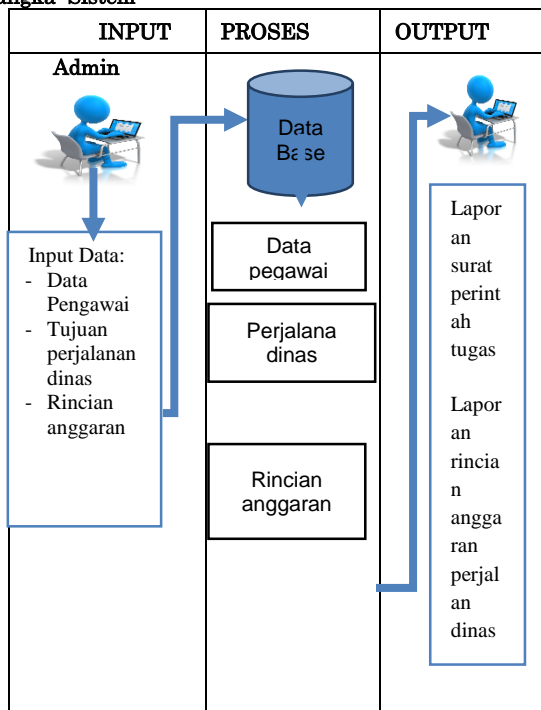 Sistem
INPUT
PROSES
OUTPUT
Admin
Input Data:
- Data
Pengawai
- Tujuan
perjalanan
dinas
- Rincian
anggaran
Data
Data
pegawai
Perjalana
dinas
Rincian
anggaran
Lapor
an
surat
perint
ah
tugas
Lapor
an
rincia
n
angga
ran
perjal
an
dinas